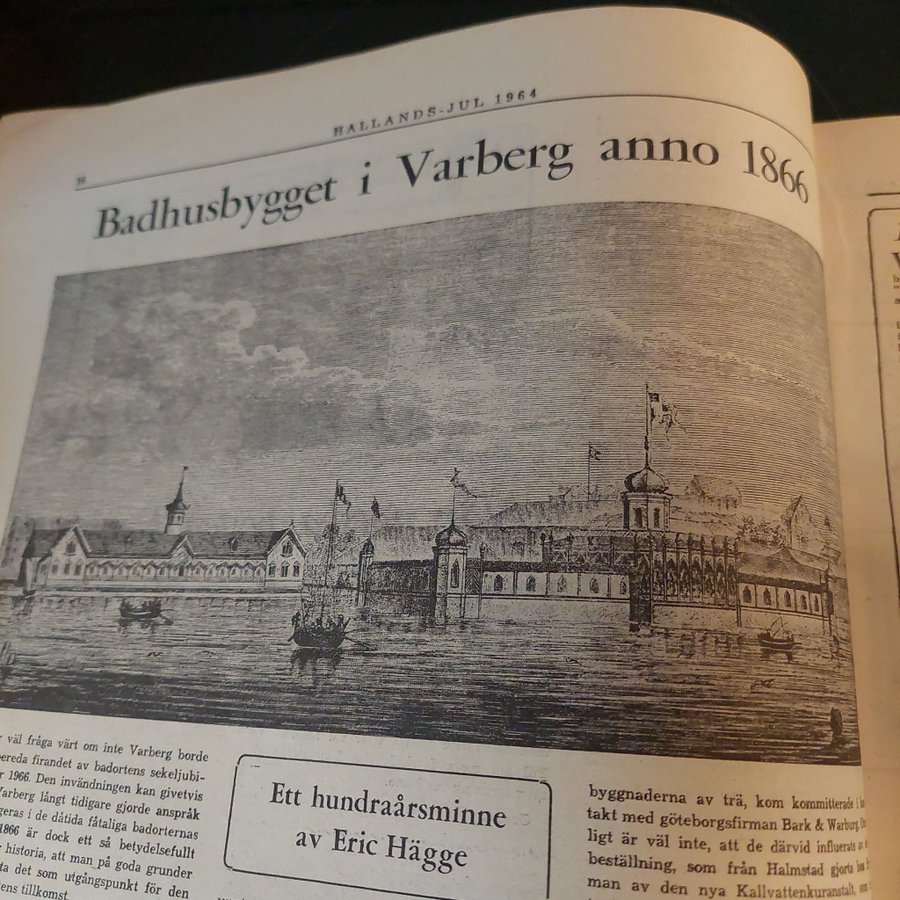 HALLANDS-JUL 1964
Badhusbygget i Varberg anno 1866
väl fråga värt om inte Varberg borde
bereda firandet av badortens sekeljubi-
1966. Den invändningen kan givetvis
Varberg långt tidigare gjorde anspråk
geras i de dåtida fåtaliga badorternas
1866 är dock ett så betydelsefullt
historia, att man på goda grunder
ta det som utgångspunkt för den
ens tillkomst.
Ett hundraårsminne
av Eric Hägge
byggnaderna av trä, kom kommitterade i
takt med göteborgsfirman Bark & Warburg.
ligt är väl inte, att de därvid influerats av
beställning, som från Halmstad gjorts
man av den nya Kallvattenkuranstalt,